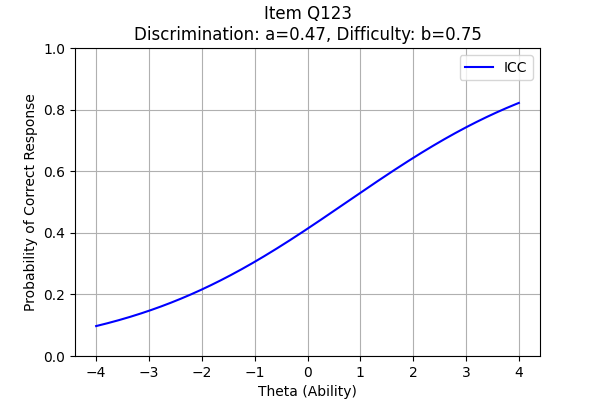 Item Q123
Discrimination: a=0.47, Difficulty: b=0.75
ICC
Probability of Correct Response
1.0
0.8
0.6
0.4
0.2
0.0
−4 −3 −2 −1 0 1 2 3 4
Theta (Ability)